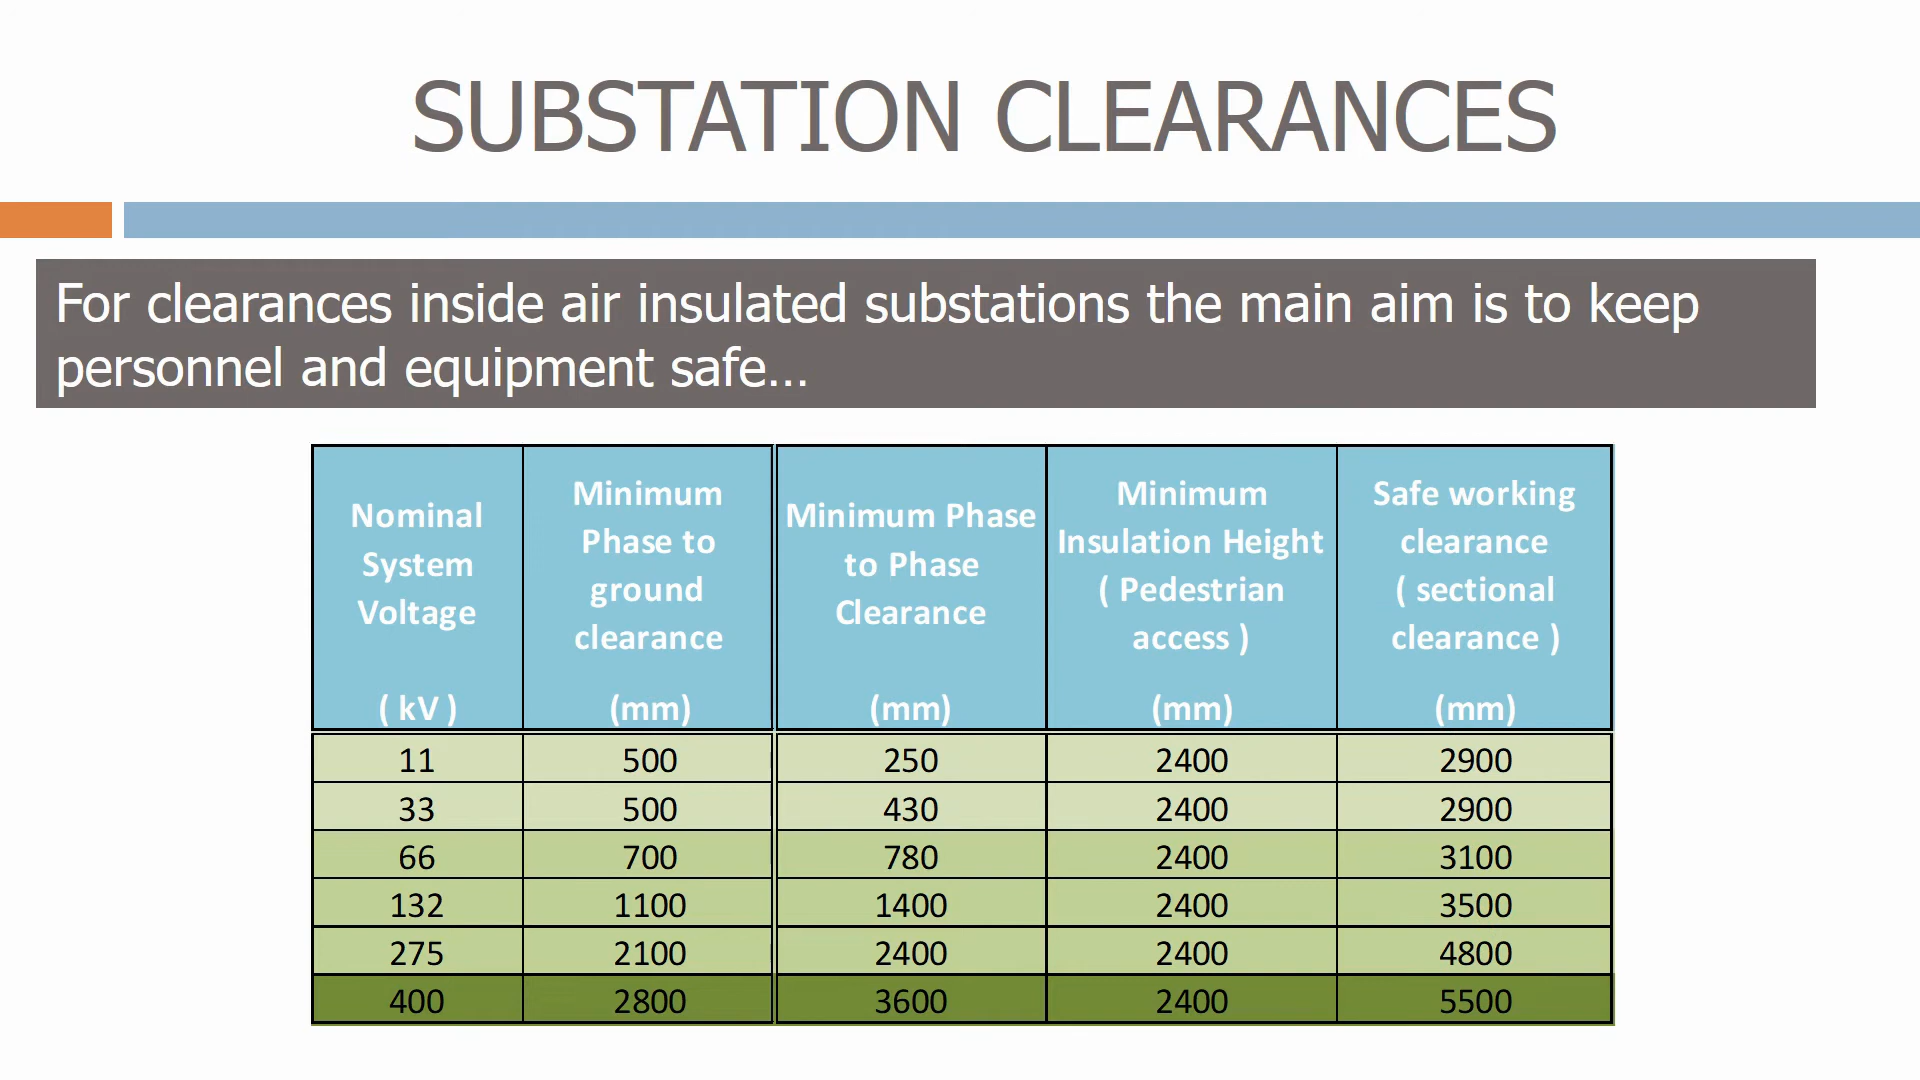 SUBSTATION CLEARANCES
For clearances inside air insulated substations the main aim is to keep
personnel and equipment safe...
Nominal
System
Voltage
( kV )
Minimum
Phase to
ground
clearance
(mm)
Minimum Phase
to Phase
Clearance
(mm)
Minimum
Insulation Height
( Pedestrian
access )
(mm)
Safe working
clearance
( sectional
clearance )
(mm)
11 500 250 2400 2900
33 500 430 2400 2900
66 700 780 2400 3100
132 1100 1400 2400 3500
275 2100 2400 2400 4800
400 2800 3600 2400 5500